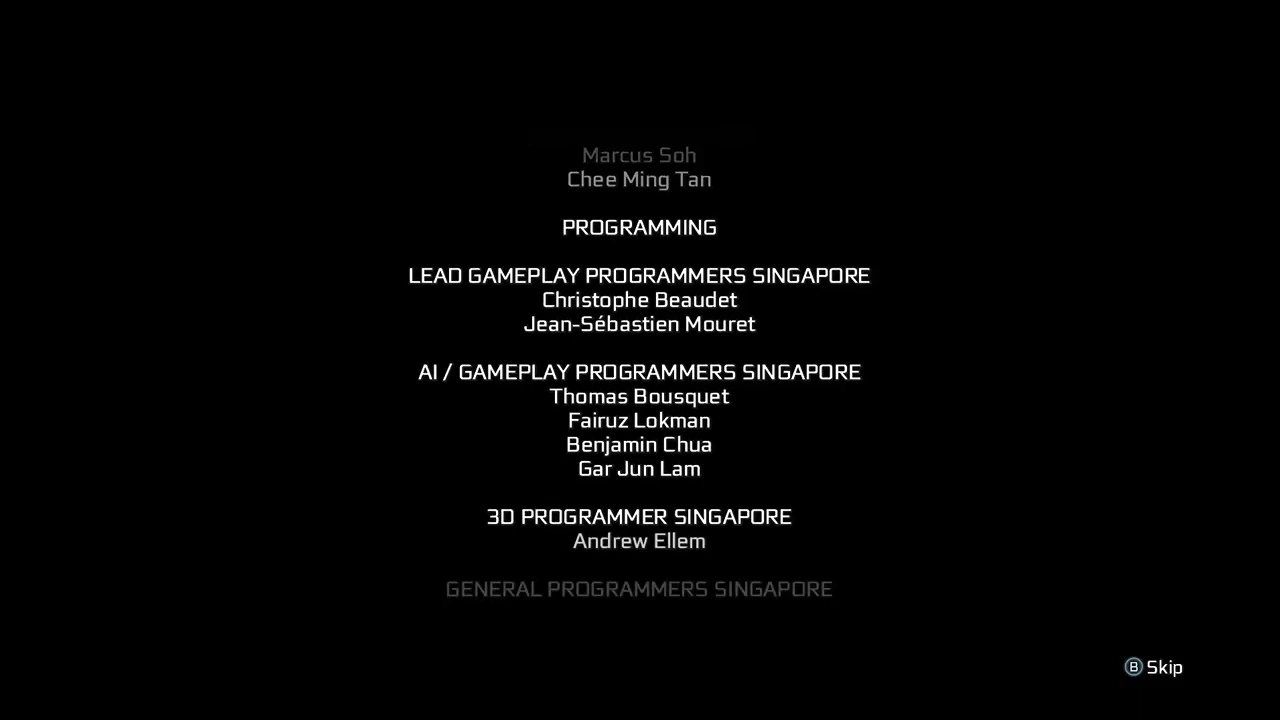 Marcus Soh
Chee Ming Tan
PROGRAMMING
LEAD GAMEPLAY PROGRAMMERS SINGAPORE
Christophe Beaudet
Jean-Sébastien Mouret
AI / GAMEPLAY PROGRAMMERS SINGAPORE
Thomas Bousquet
Fairuz Lokman
Benjamin Chua
Gar Jun Lam
3D PROGRAMMER SINGAPORE
Andrew Ellem
GENERAL PROGRAMMERS SINGAPORE
B Skip